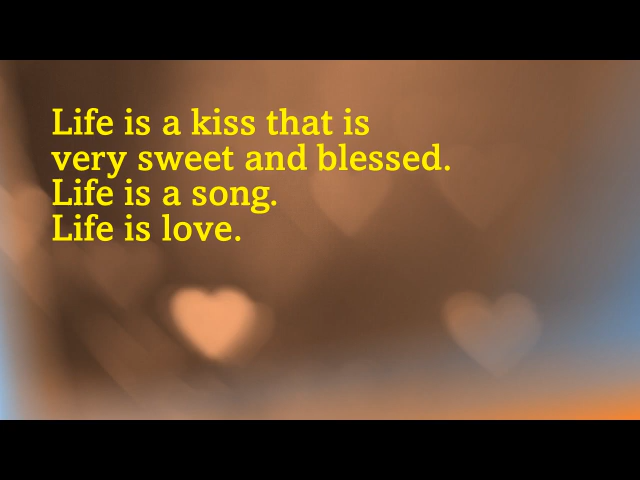 Life is a kiss that is
very sweet and blessed.
Life is a song.
Life is love.